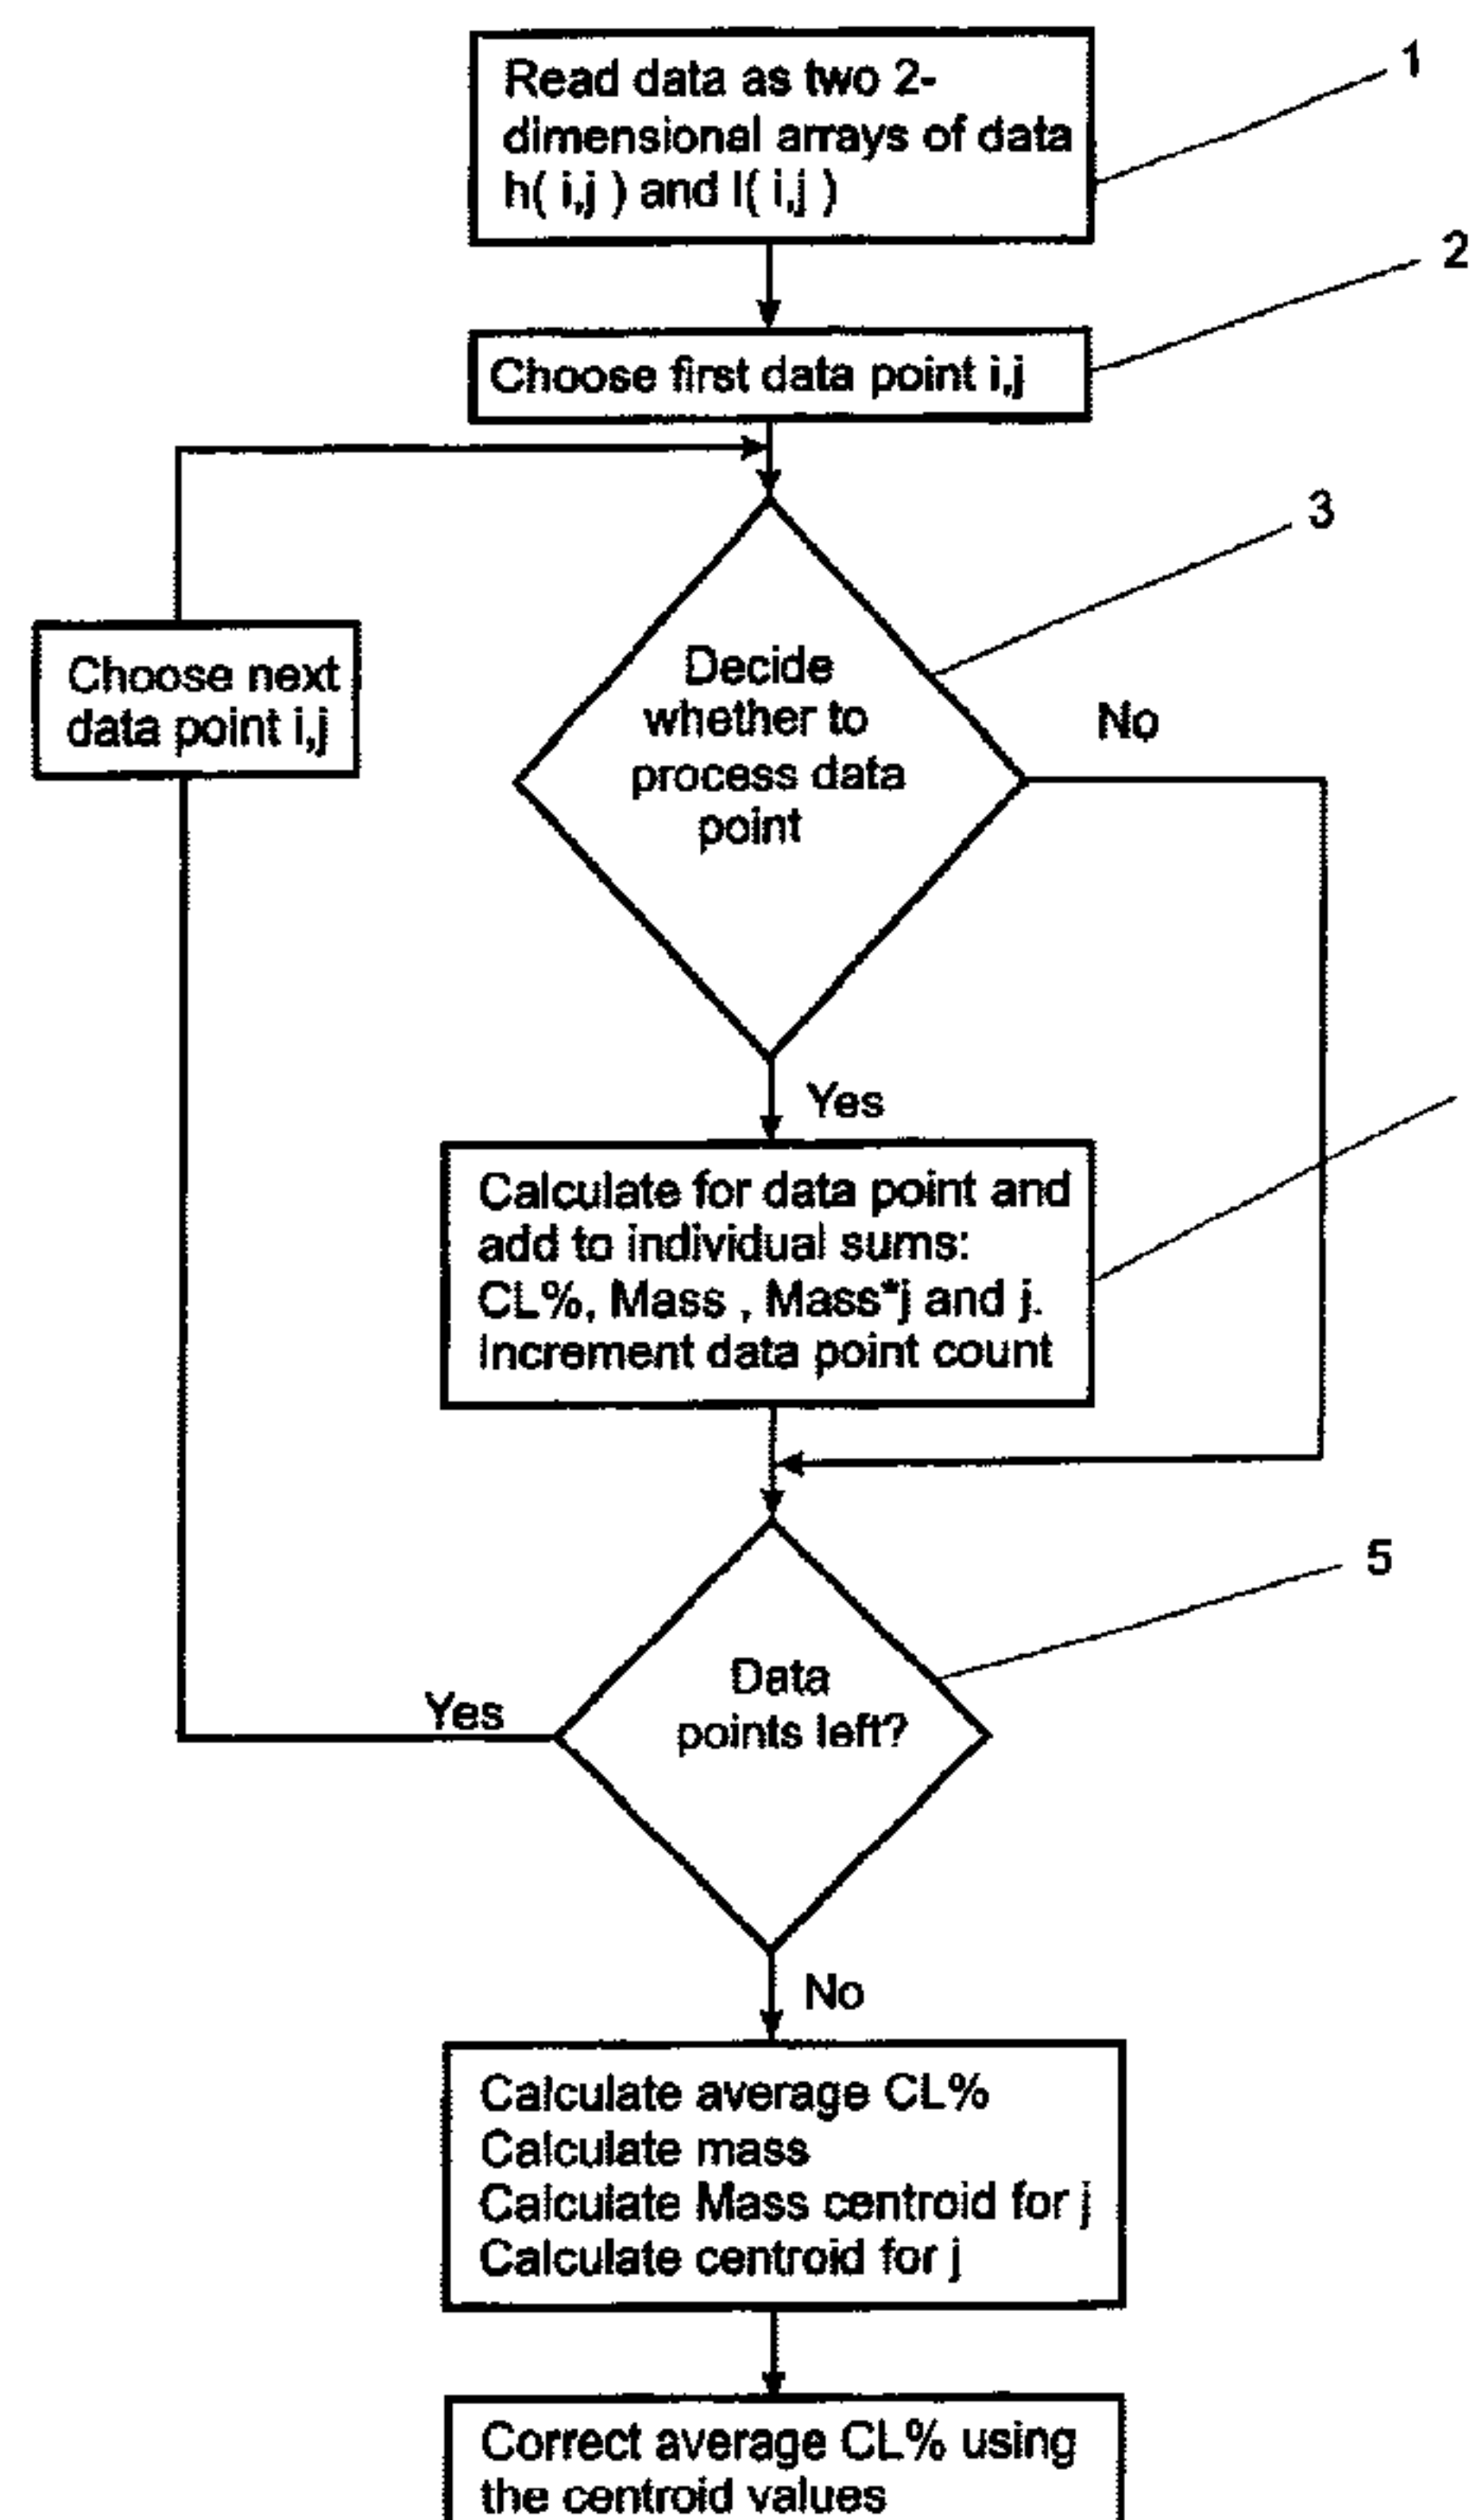 Read data as two 2-
dimensional arrays of data
h( i,j ) and l( i,j )
1
Choose first data point i,j
2
Choose next
data point i,j
Decide
whether to
process data
point
3
No
Yes
Calculate for data point and
add to individual sums:
CL%, Mass , Mass*j and j.
Increment data point count
Data
points left?
5
Yes
No
Calculate average CL%
Calculate mass
Calculate Mass centroid for j
Calculate centroid for j
Correct average CL% using
the centroid values